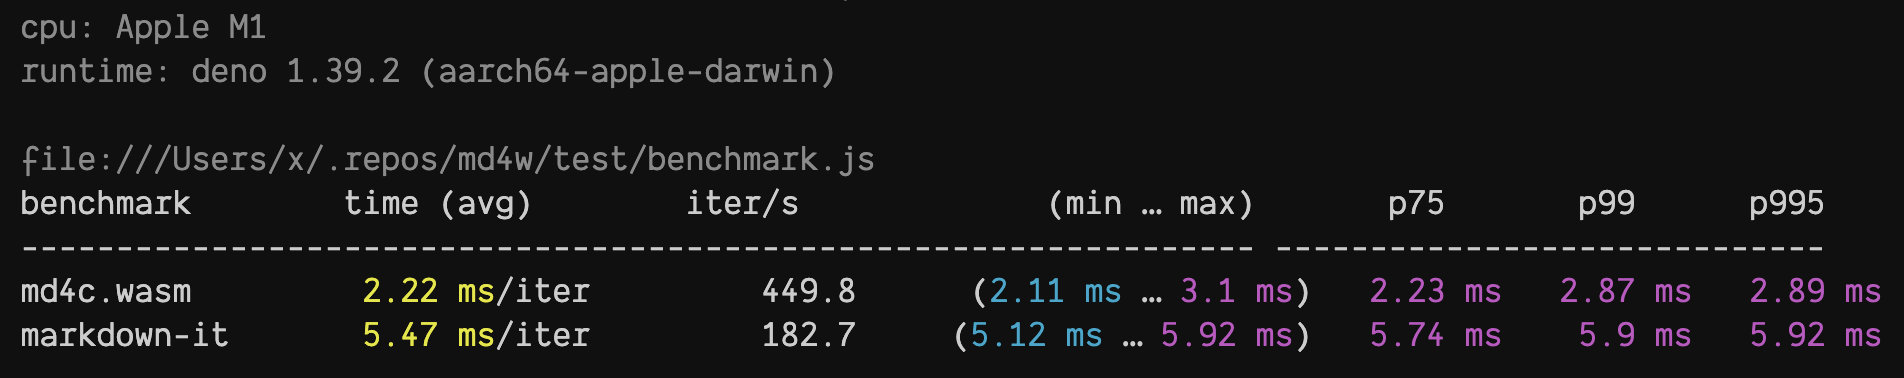 cpu: Apple M1
runtime: deno 1.39.2 (aarch64-apple-darwin)
file:///Users/x/.repos/md4w/test/benchmark.js
benchmark time (avg) iter/s (min … max) p75 p99 p995
----------------------------------------------------------------- -----------------------------
md4c.wasm 2.22 ms/iter 449.8 (2.11 ms … 3.1 ms) 2.23 ms 2.87 ms 2.89 ms
markdown-it 5.47 ms/iter 182.7 (5.12 ms … 5.92 ms) 5.74 ms 5.9 ms 5.92 ms